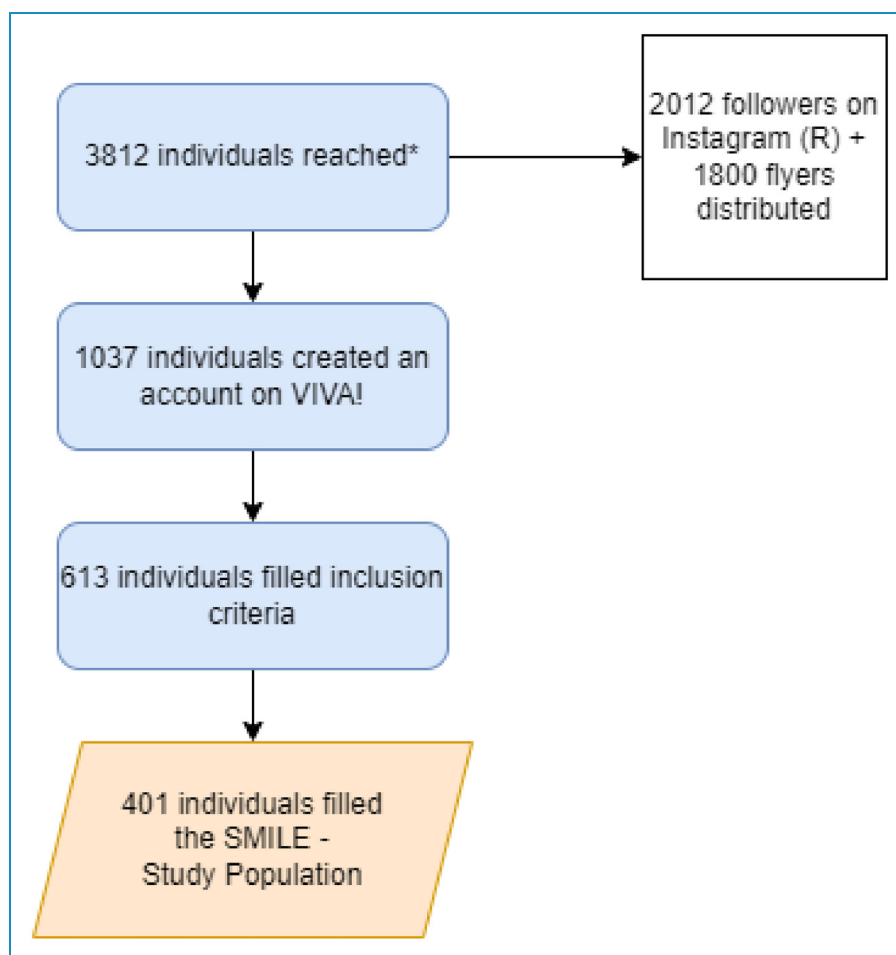 3812 individuals reached*
2012 followers on
Instagram (R) +
1800 flyers
distributed
1037 individuals created an
account on VIVA!
613 individuals filled inclusion
criteria
401 individuals filled
the SMILE -
Study Population